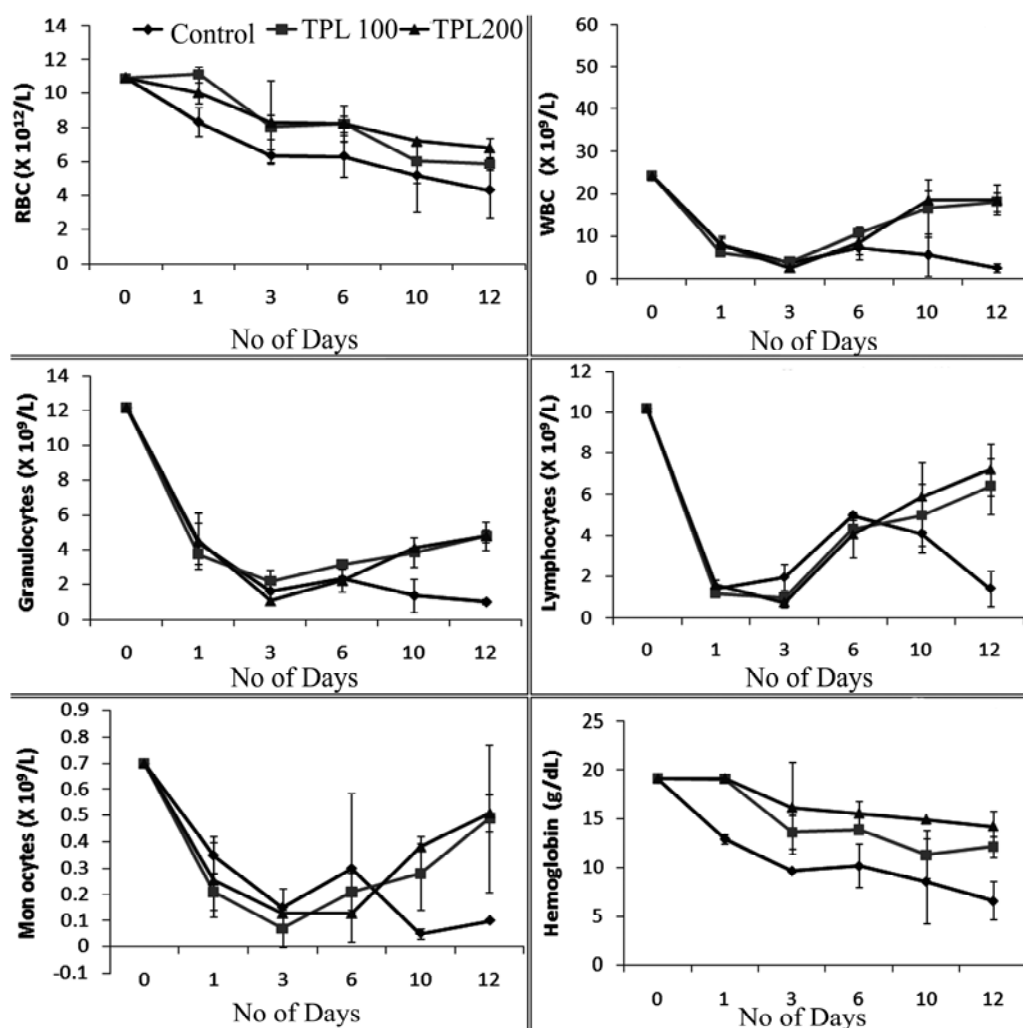 Control TPL 100 TPL200
RBC (X 10¹²/L)
14
12
10
8
6
4
2
0
0 1 3 6 10 12
No of Days
WBC (X 10⁹/L)
60
50
40
30
20
10
0
0 1 3 6 10 12
No of Days
Granulocytes (X 10⁹/L)
14
12
10
8
6
4
2
0
0 1 3 6 10 12
No of Days
Lymphocytes (X 10⁹/L)
12
10
8
6
4
2
0
0 1 3 6 10 12
No of Days
Mon ocytes (X 10⁹/L)
0.9
0.8
0.7
0.6
0.5
0.4
0.3
0.2
0.1
0
-0.1
0 1 3 6 10 12
No of Days
Hemoglobin (g/dL)
25
20
15
10
5
0
0 1 3 6 10 12
No of Days